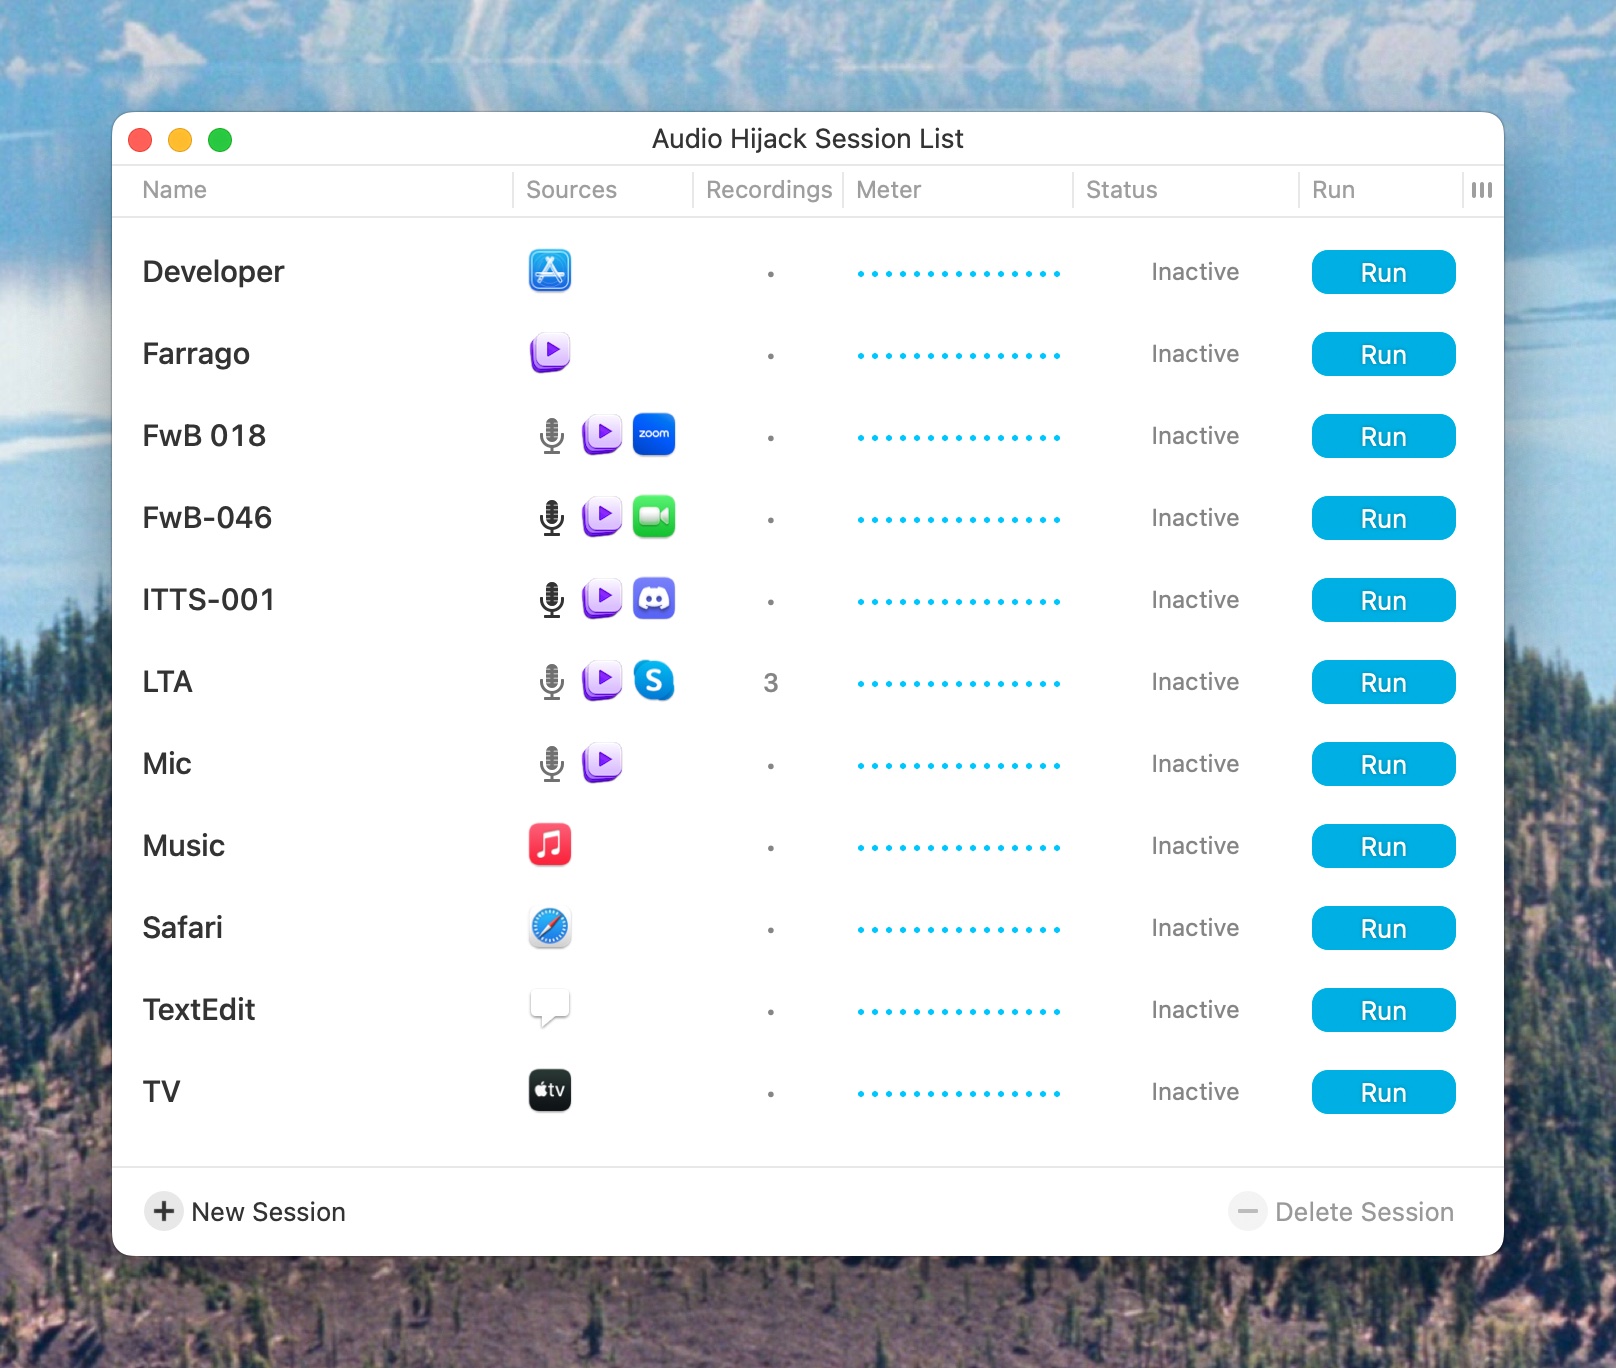 Audio Hijack Session List
Name Sources Recordings Meter Status Run
Developer Inactive Run
Farrago Inactive Run
FwB 018 zoom Inactive Run
FwB-046 Inactive Run
ITTS-001 Inactive Run
LTA S 3 Inactive Run
Mic Inactive Run
Music Inactive Run
Safari Inactive Run
TextEdit Inactive Run
TV tv Inactive Run
New Session Delete Session